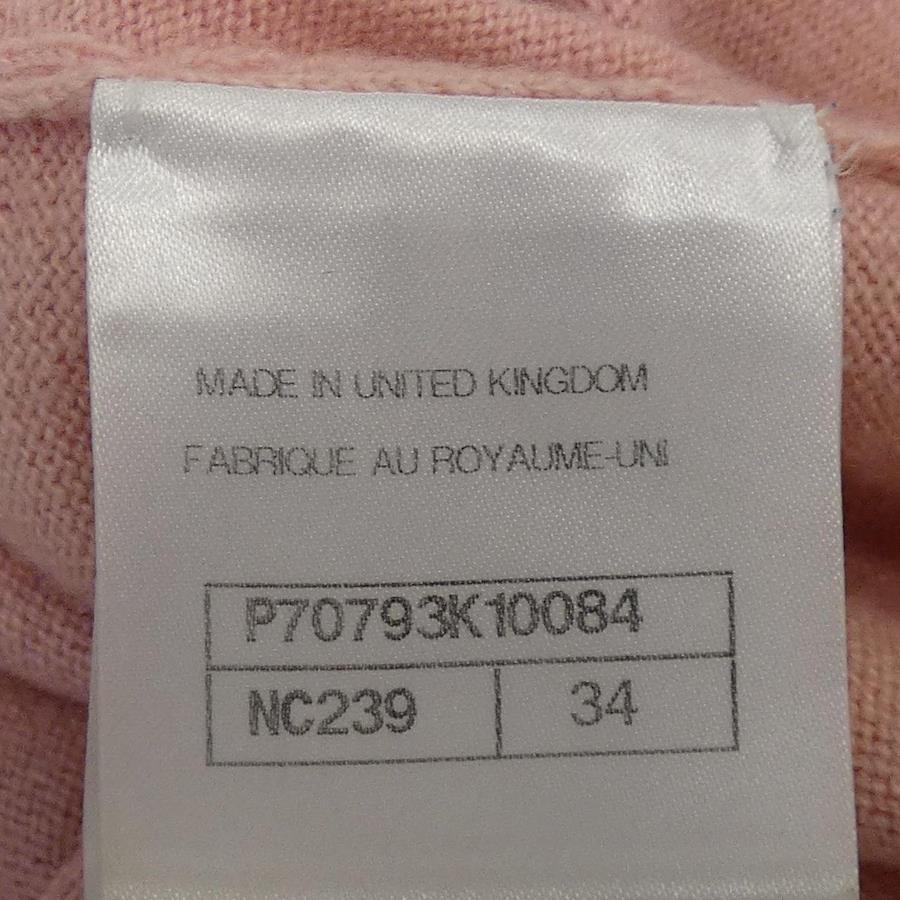 MADE IN UNITED KINGDOM
FABRIQUE AU ROYAUME-UNI
P70793K10084
NC239 34